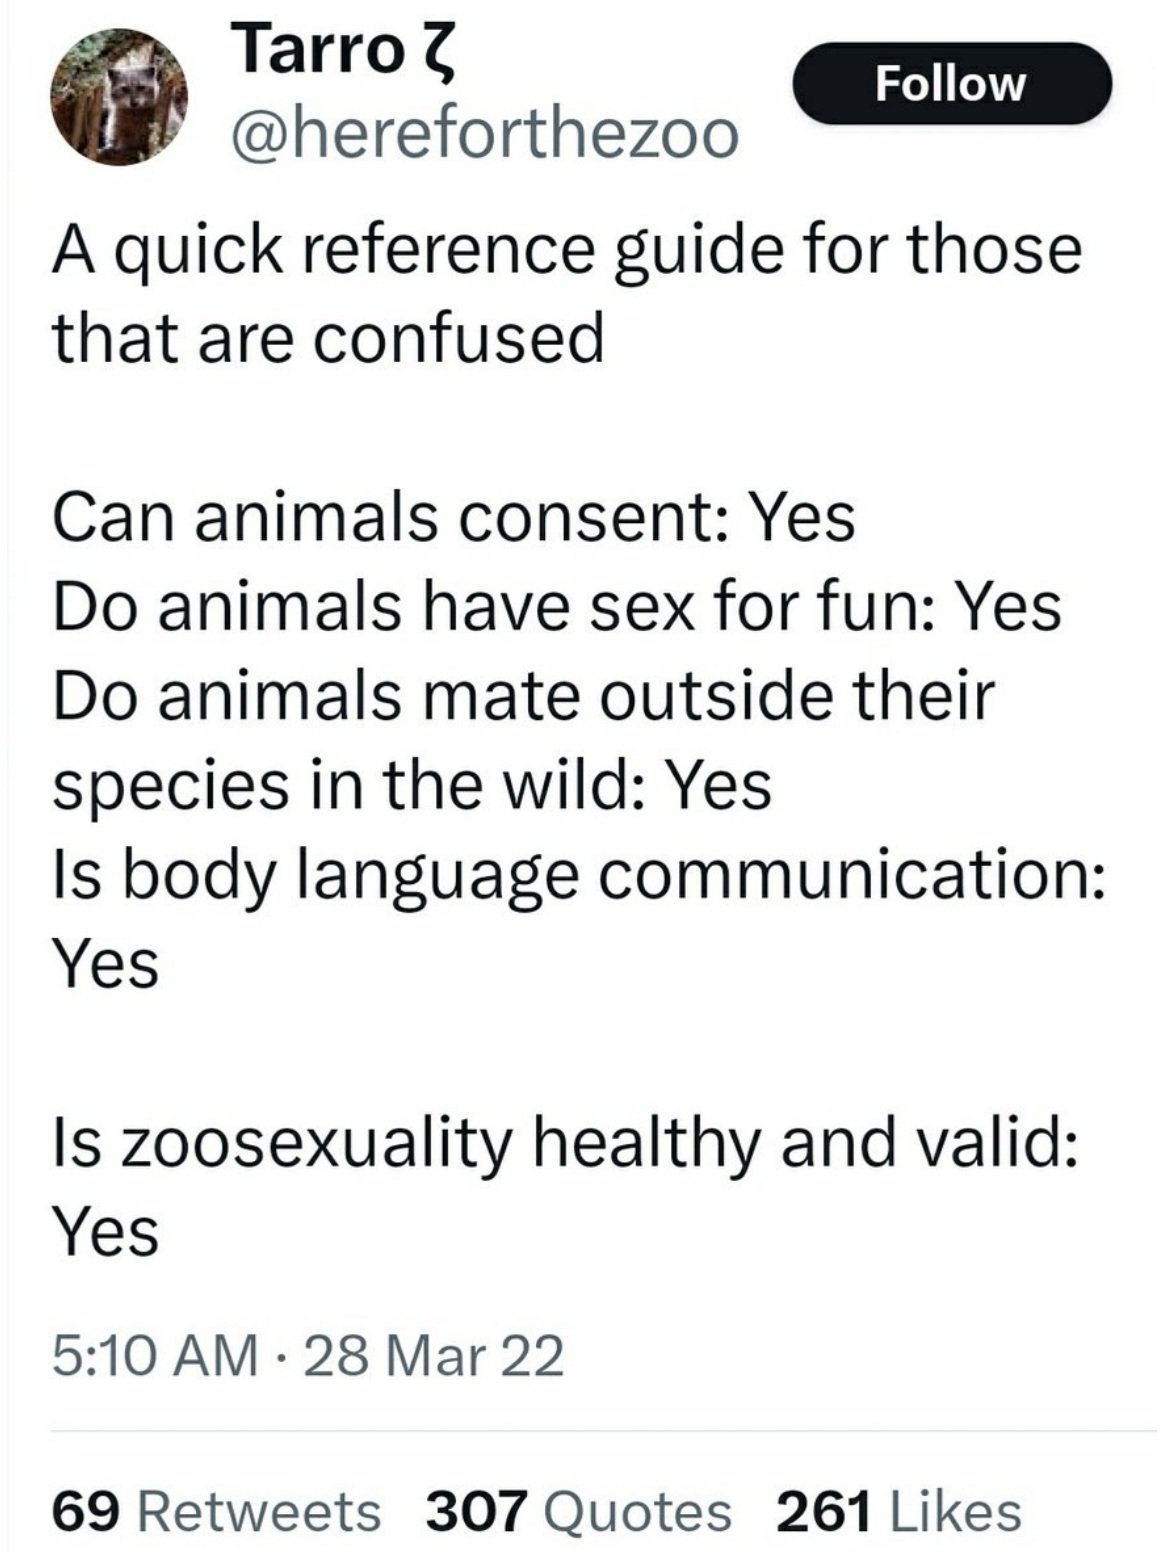 Tarro ζ
@hereforthezoo
Follow
A quick reference guide for those
that are confused
Can animals consent: Yes
Do animals have sex for fun: Yes
Do animals mate outside their
species in the wild: Yes
Is body language communication:
Yes
Is zoosexuality healthy and valid:
Yes
5:10 AM · 28 Mar 22
69 Retweets 307 Quotes 261 Likes